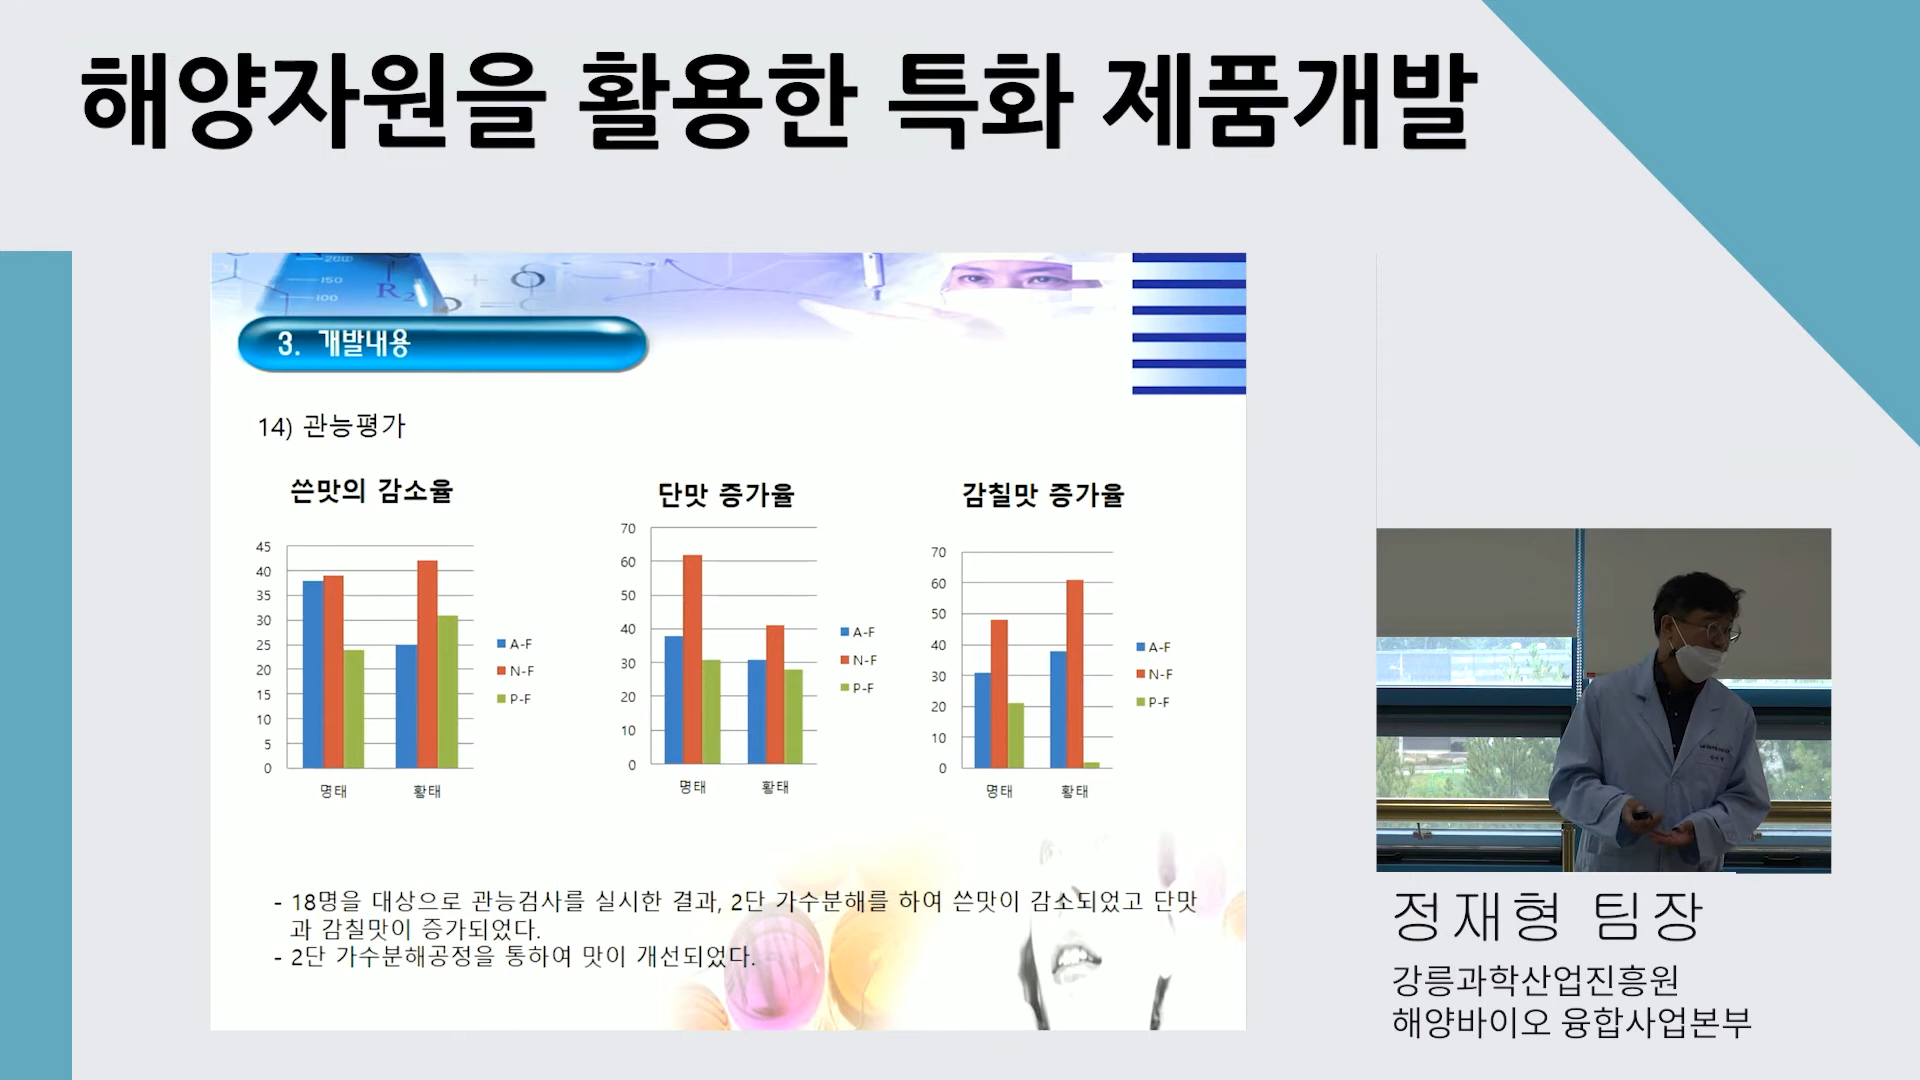 해양자원을 활용한 특화 제품개발
200
150
100
R2
3. 개발내용
14) 관능평가
쓴맛의 감소율
45
40
35
30
25
20
15
10
5
0
명태 황태
A-F
N-F
P-F
단맛 증가율
70
60
50
40
30
20
10
0
명태 황태
A-F
N-F
P-F
감칠맛 증가율
70
60
50
40
30
20
10
0
명태 황태
A-F
N-F
P-F
- 18명을 대상으로 관능검사를 실시한 결과, 2단 가수분해를 하여 쓴맛이 감소되었고 단맛
과 감칠맛이 증가되었다.
- 2단 가수분해공정을 통하여 맛이 개선되었다.
정재형 팀장
강릉과학산업진흥원
해양바이오 융합사업본부